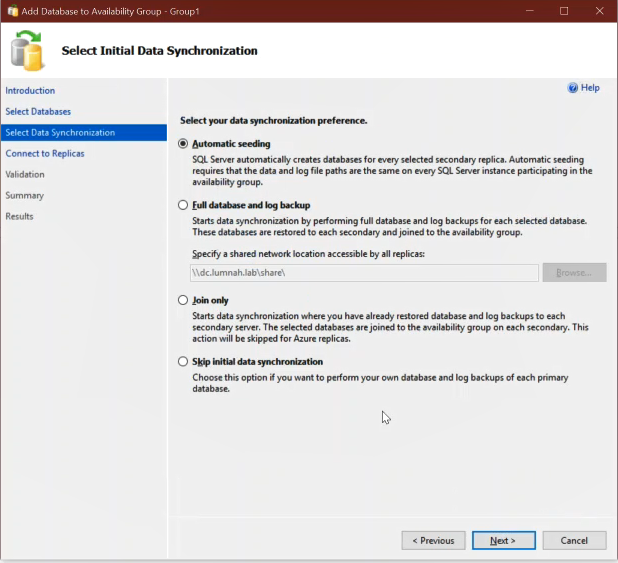 Add Database to Availability Group - Group1
Select Initial Data Synchronization
Help
Introduction
Select Databases
Select Data Synchronization
Connect to Replicas
Validation
Summary
Results
Select your data synchronization preference.
Automatic seeding
SQL Server automatically creates databases for every selected secondary replica. Automatic seeding
requires that the data and log file paths are the same on every SQL Server instance participating in the
availability group.
Full database and log backup
Starts data synchronization by performing full database and log backups for each selected database.
These databases are restored to each secondary and joined to the availability group.
Specify a shared network location accessible by all replicas:
\\dc.lumnah.lab\share\
Browse...
Join only
Starts data synchronization where you have already restored database and log backups to each
secondary server. The selected databases are joined to the availability group on each secondary. This
action will be skipped for Azure replicas.
Skip initial data synchronization
Choose this option if you want to perform your own database and log backups of each primary
database.
< Previous
Next >
Cancel